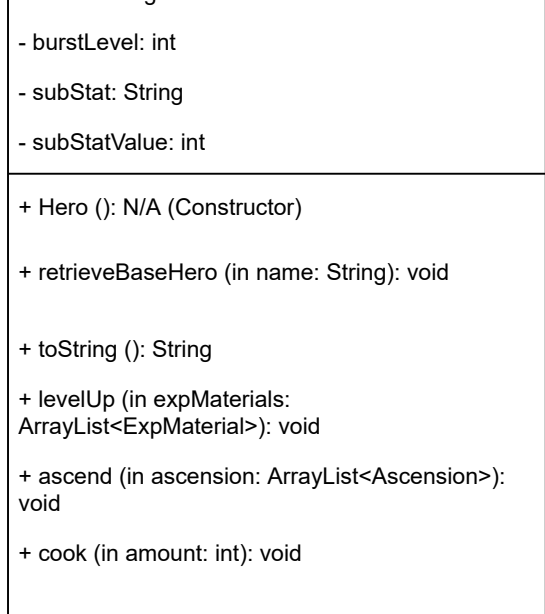 - burstLevel: int
- subStat: String
- subStatValue: int
+ Hero (): N/A (Constructor)
+ retrieveBaseHero (in name: String): void
+ toString (): String
+ levelUp (in expMaterials:
ArrayList<ExpMaterial>): void
+ ascend (in ascension: ArrayList<Ascension>):
void
+ cook (in amount: int): void